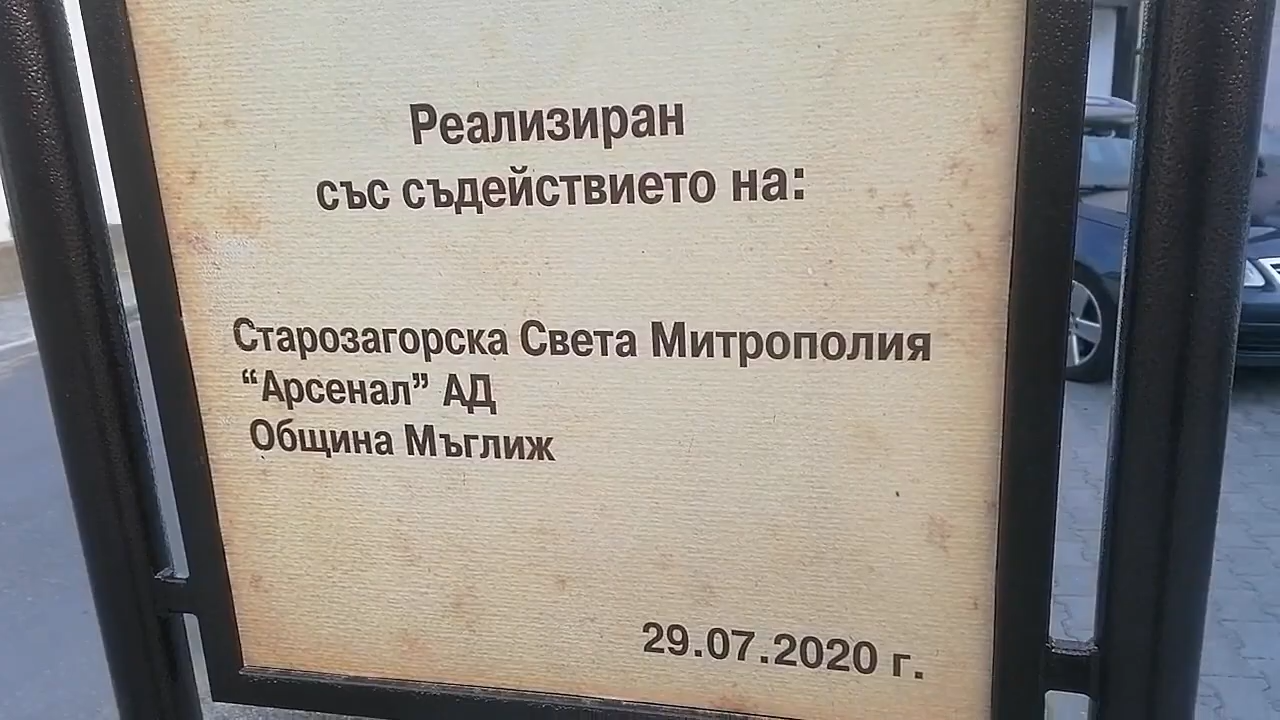 Реализиран
със съдействието на:
Старозагорска Света Митрополия
“Арсенал” АД
Община Мъглиж
29.07.2020 г.